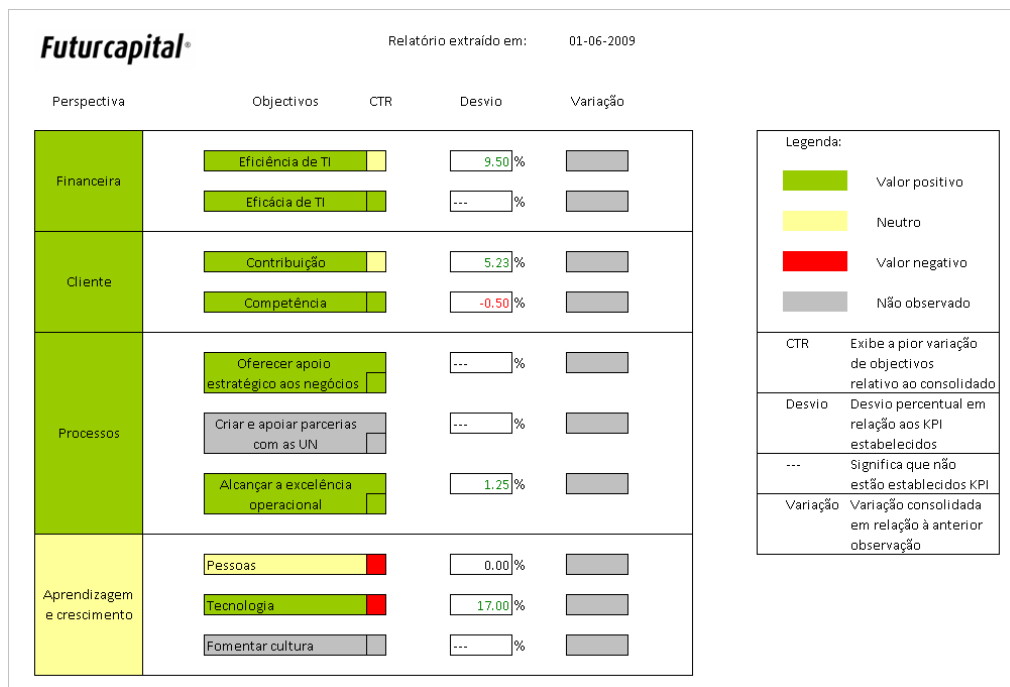 Futurcapital®
Relatório extraído em: 01-06-2009
Perspectiva Objectivos CTR Desvio Variação
Financeira
Eficiência de TI 9.50 %
Eficácia de TI --- %
Cliente
Contribuição 5.23 %
Competência -0.50 %
Processos
Oferecer apoio
estratégico aos negócios
--- %
Criar e apoiar parcerias
com as UN
--- %
Alcançar a excelência
operacional
1.25 %
Aprendizagem
e crescimento
Pessoas 0.00 %
Tecnologia 17.00 %
Fomentar cultura --- %
Legenda:
Valor positivo
Neutro
Valor negativo
Não observado
CTR Exibe a pior variação
de objectivos
relativo ao consolidado
Desvio Desvio percentual em
relação aos KPI
estabelecidos
--- Significa que não
estão establecidos KPI
Variação Variação consolidada
em relação à anterior
observação